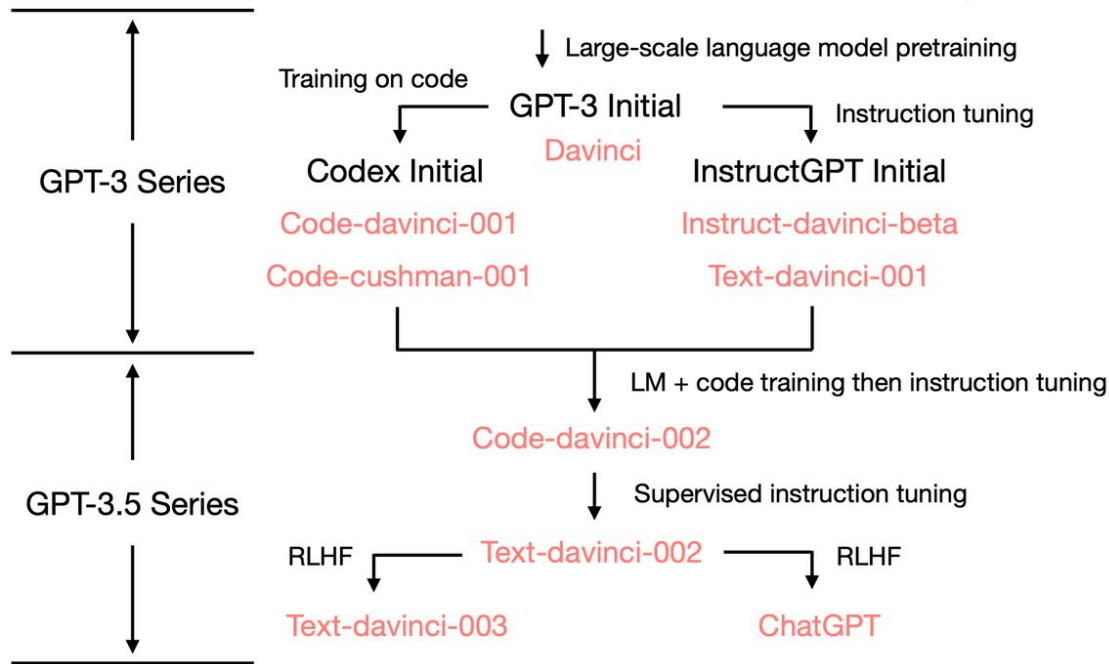 Large-scale language model pretraining
Training on code
GPT-3 Initial
Instruction tuning
Davinci
GPT-3 Series
Codex Initial
InstructGPT Initial
Code-davinci-001
Instruct-davinci-beta
Code-cushman-001
Text-davinci-001
LM + code training then instruction tuning
Code-davinci-002
GPT-3.5 Series
Supervised instruction tuning
RLHF
Text-davinci-002
RLHF
Text-davinci-003
ChatGPT